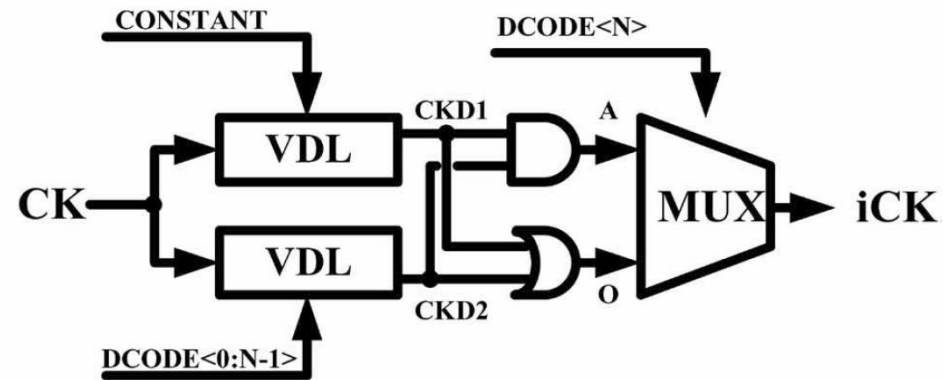 CONSTANT
DCODE<N>
CKD1
A
VDL
CK
MUX
iCK
VDL
CKD2
O
DCODE<0:N-1>